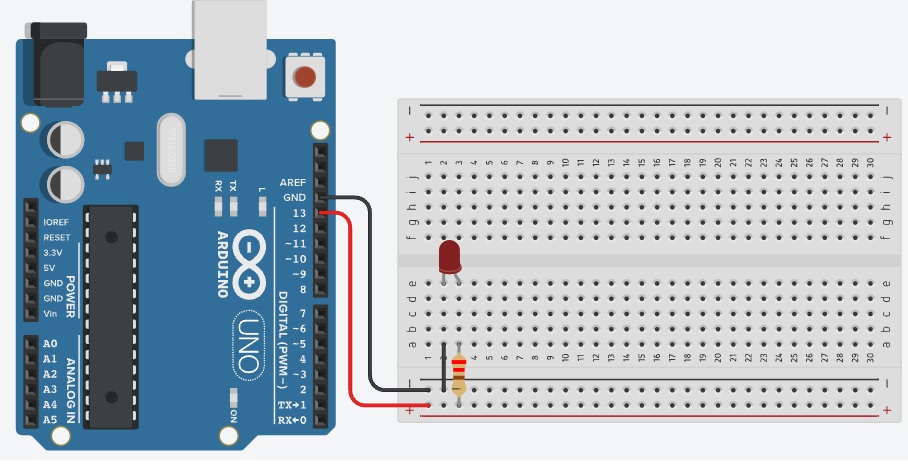 AREF
GND
13
12
~11
~10
~9
8
7
~6
~5
4
~3
2
TX→1
RX←0
RX
TX
L
ARDUINO
UNO
DIGITAL (PWM~)
ON
IOREF
RESET
3.3V
5V
GND
GND
Vin
POWER
A0
A1
A2
A3
A4
A5
ANALOG IN
− −
+ +
1 2 3 4 5 6 7 8 9 10 11 12 13 14 15 16 17 18 19 20 21 22 23 24 25 26 27 28 29 30
j j
i i
h h
g g
f f
e e
d d
c c
b b
a a
1 2 3 4 5 6 7 8 9 10 11 12 13 14 15 16 17 18 19 20 21 22 23 24 25 26 27 28 29 30
− −
+ +